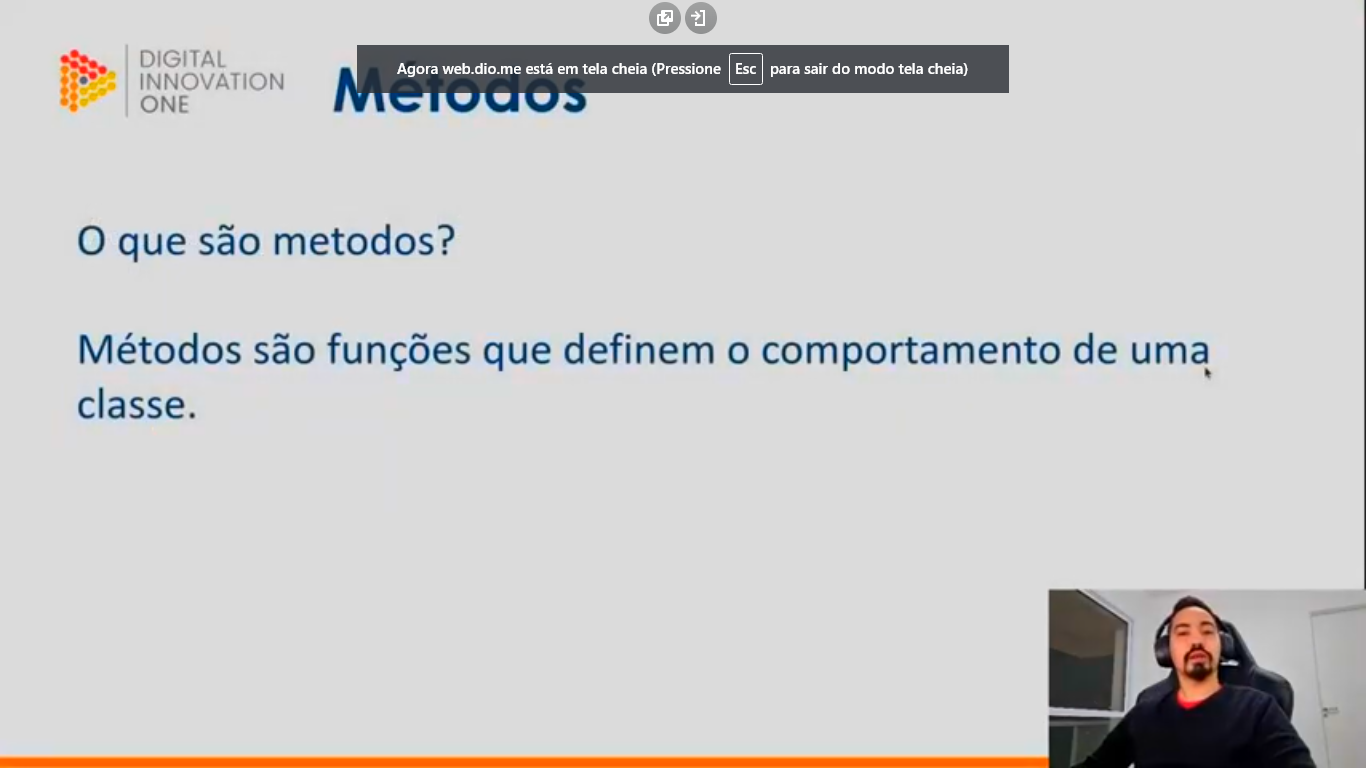 Agora web.dio.me está em tela cheia (Pressione Esc para sair do modo tela cheia)
DIGITAL
INNOVATION
ONE
Métodos
O que são metodos?
Métodos são funções que definem o comportamento de uma
classe.